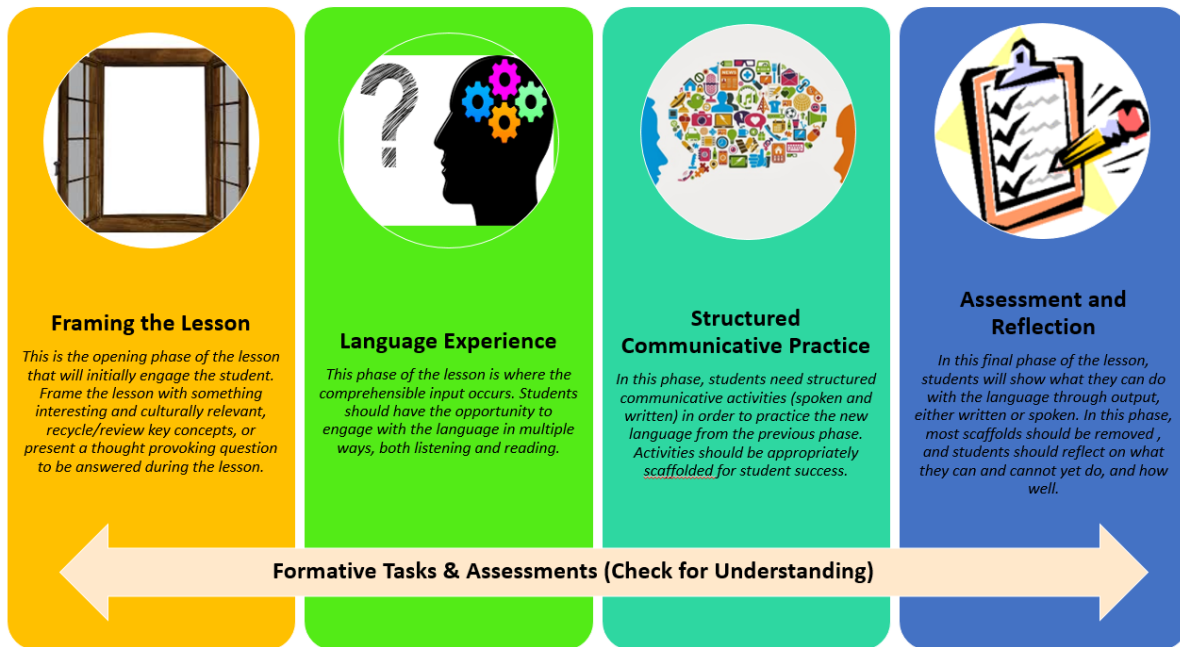 Framing the Lesson
This is the opening phase of the lesson
that will initially engage the student.
Frame the lesson with something
interesting and culturally relevant,
recycle/review key concepts, or
present a thought provoking question
to be answered during the lesson.
Language Experience
This phase of the lesson is where the
comprehensible input occurs. Students
should have the opportunity to
engage with the language in multiple
ways, both listening and reading.
Structured
Communicative Practice
In this phase, students need structured
communicative activities (spoken and
written) in order to practice the new
language from the previous phase.
Activities should be appropriately
scaffolded for student success.
Assessment and
Reflection
In this final phase of the lesson,
students will show what they can do
with the language through output,
either written or spoken. In this phase,
most scaffolds should be removed ,
and students should reflect on what
they can and cannot yet do, and how
well.
Formative Tasks & Assessments (Check for Understanding)